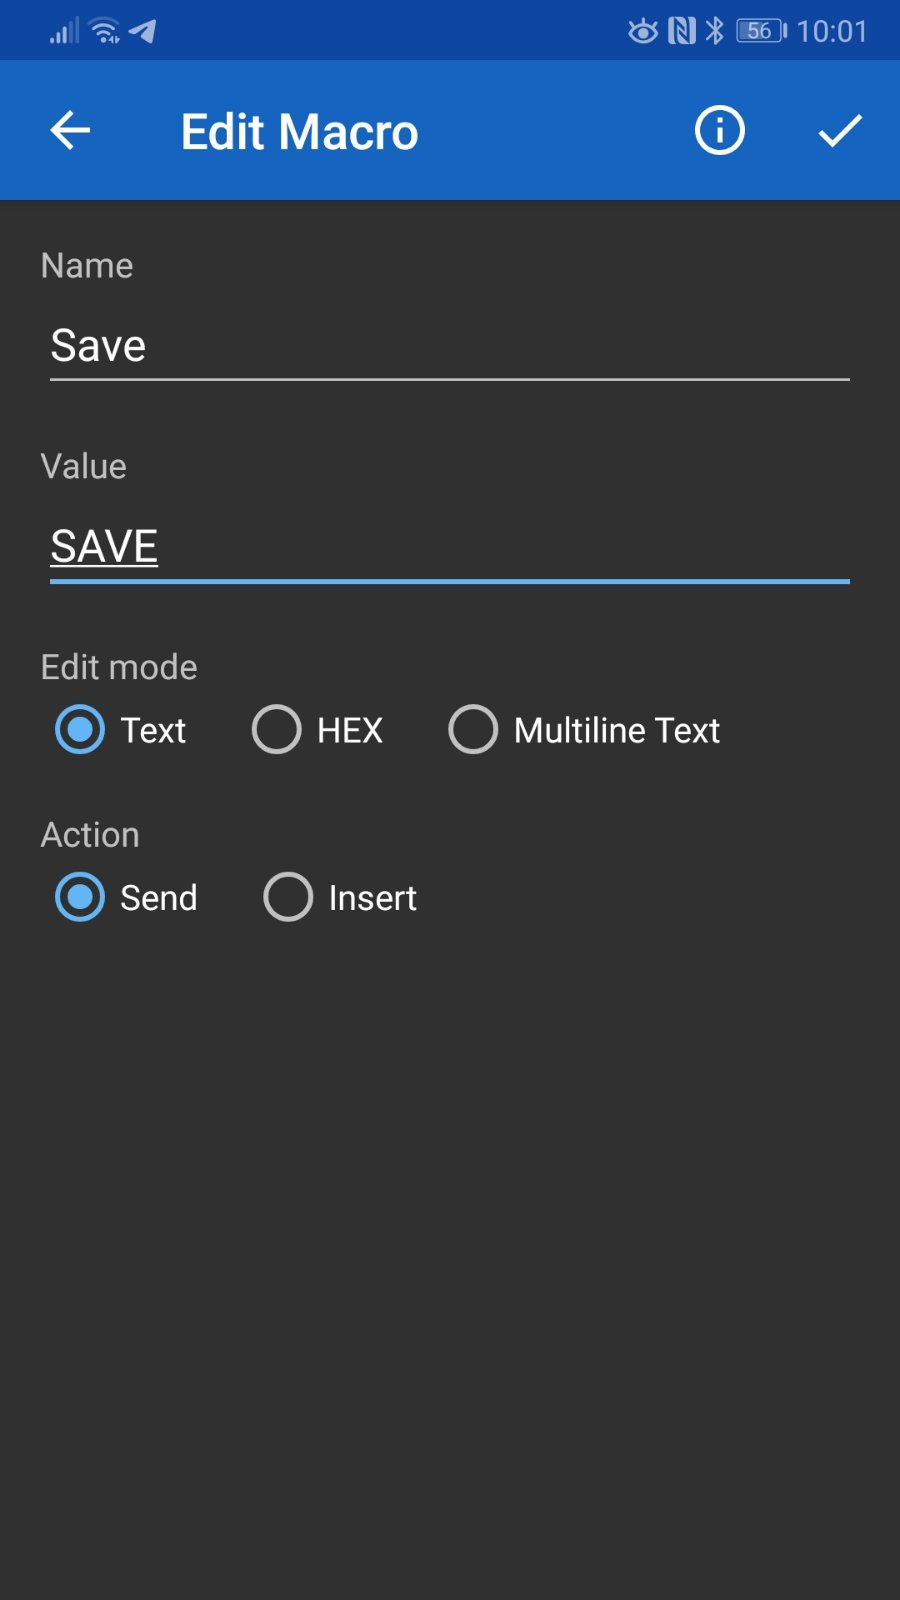 56 10:01
Edit Macro
Name
Save
Value
SAVE
Edit mode
Text HEX Multiline Text
Action
Send Insert